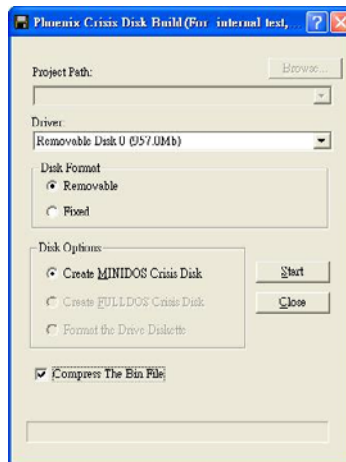 Phoenix Crisis Disk Build (For internal test, ...
Browse...
Project Path:
Driver:
Removable Disk 0 (957.0Mb)
Disk Format
Removable
Fixed
Disk Options
Create MINIDOS Crisis Disk
Start
Create FULLDOS Crisis Disk
Close
Format the Drive Diskette
Compress The Bin File